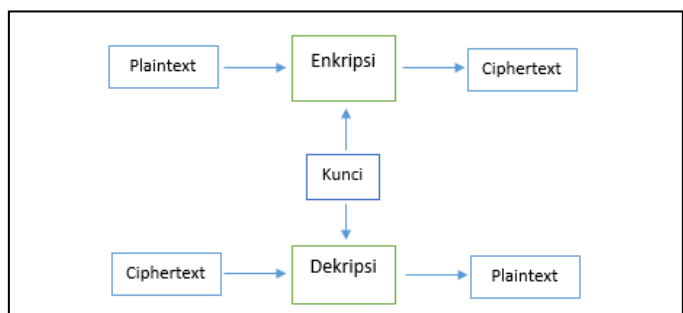 Plaintext
Enkripsi
Ciphertext
Kunci
Ciphertext
Dekripsi
Plaintext